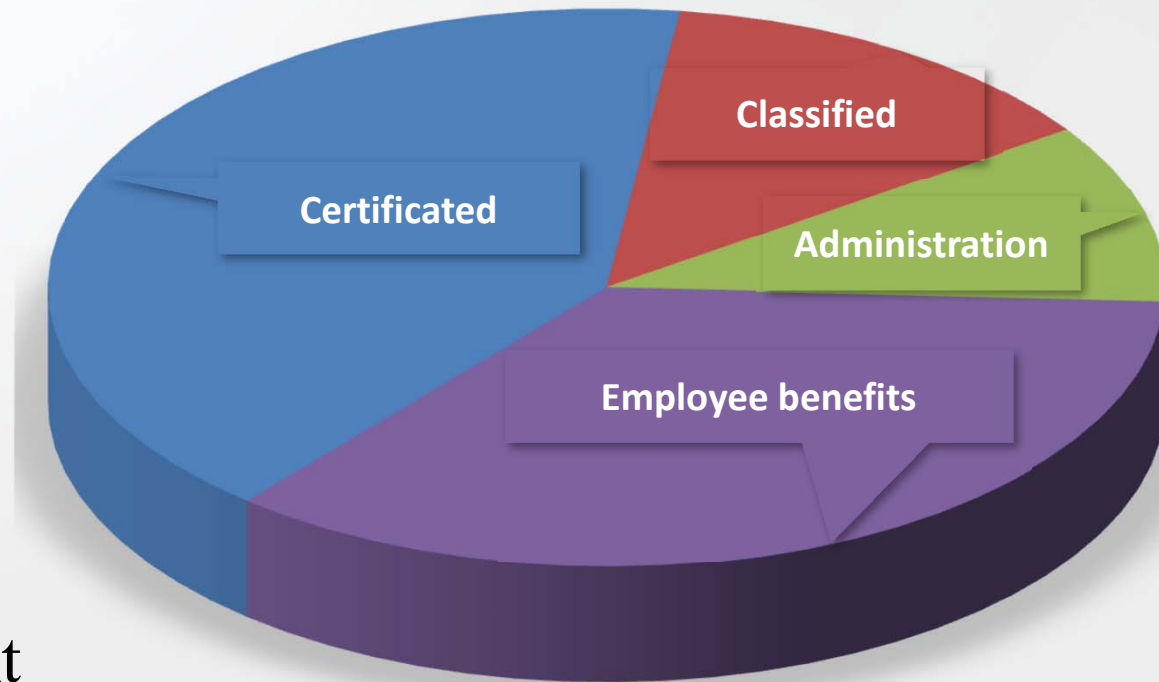 Classified
Certificated
Administration
Employee benefits